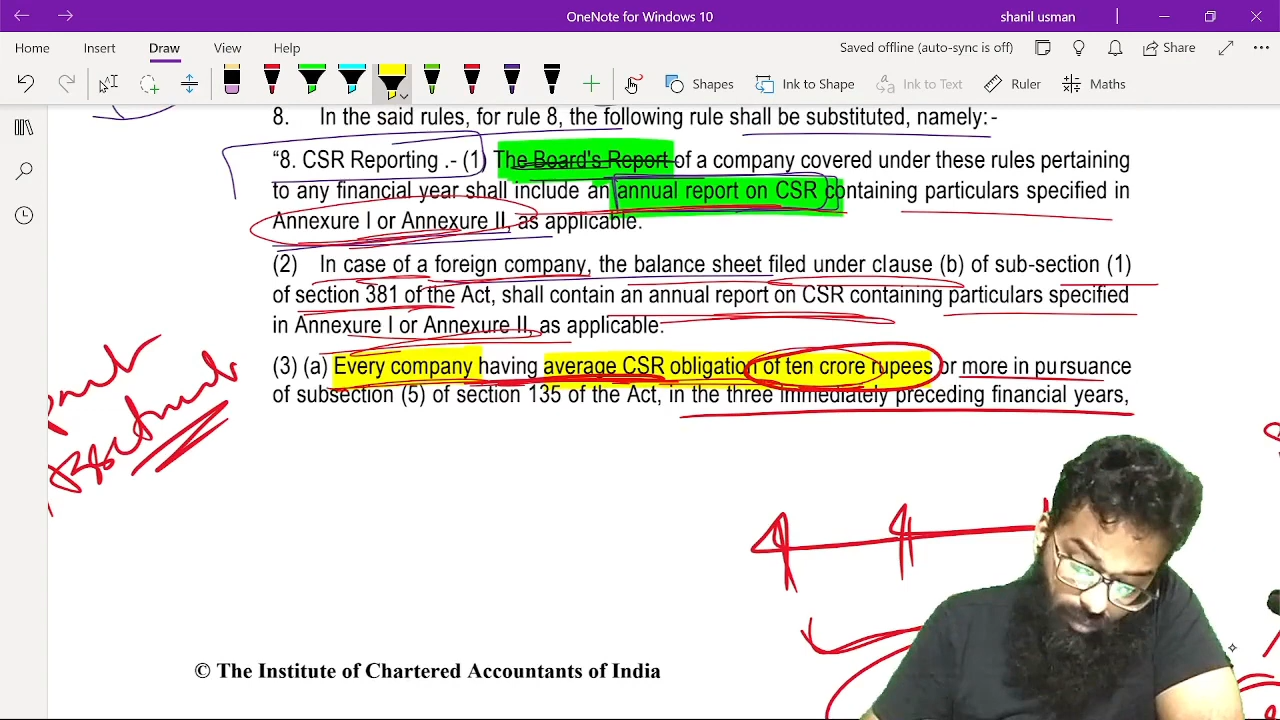 OneNote for Windows 10
shanil usman
Home Insert Draw View Help
Saved offline (auto-sync is off)
Share
Shapes
Ink to Shape
Ink to Text
Ruler
Maths
8. In the said rules, for rule 8, the following rule shall be substituted, namely:-
“8. CSR Reporting .- (1) The Board's Report of a company covered under these rules pertaining
to any financial year shall include an annual report on CSR containing particulars specified in
Annexure I or Annexure II, as applicable.
(2) In case of a foreign company, the balance sheet filed under clause (b) of sub-section (1)
of section 381 of the Act, shall contain an annual report on CSR containing particulars specified
in Annexure I or Annexure II, as applicable.
(3) (a) Every company having average CSR obligation of ten crore rupees or more in pursuance
of subsection (5) of section 135 of the Act, in the three immediately preceding financial years,
© The Institute of Chartered Accountants of India